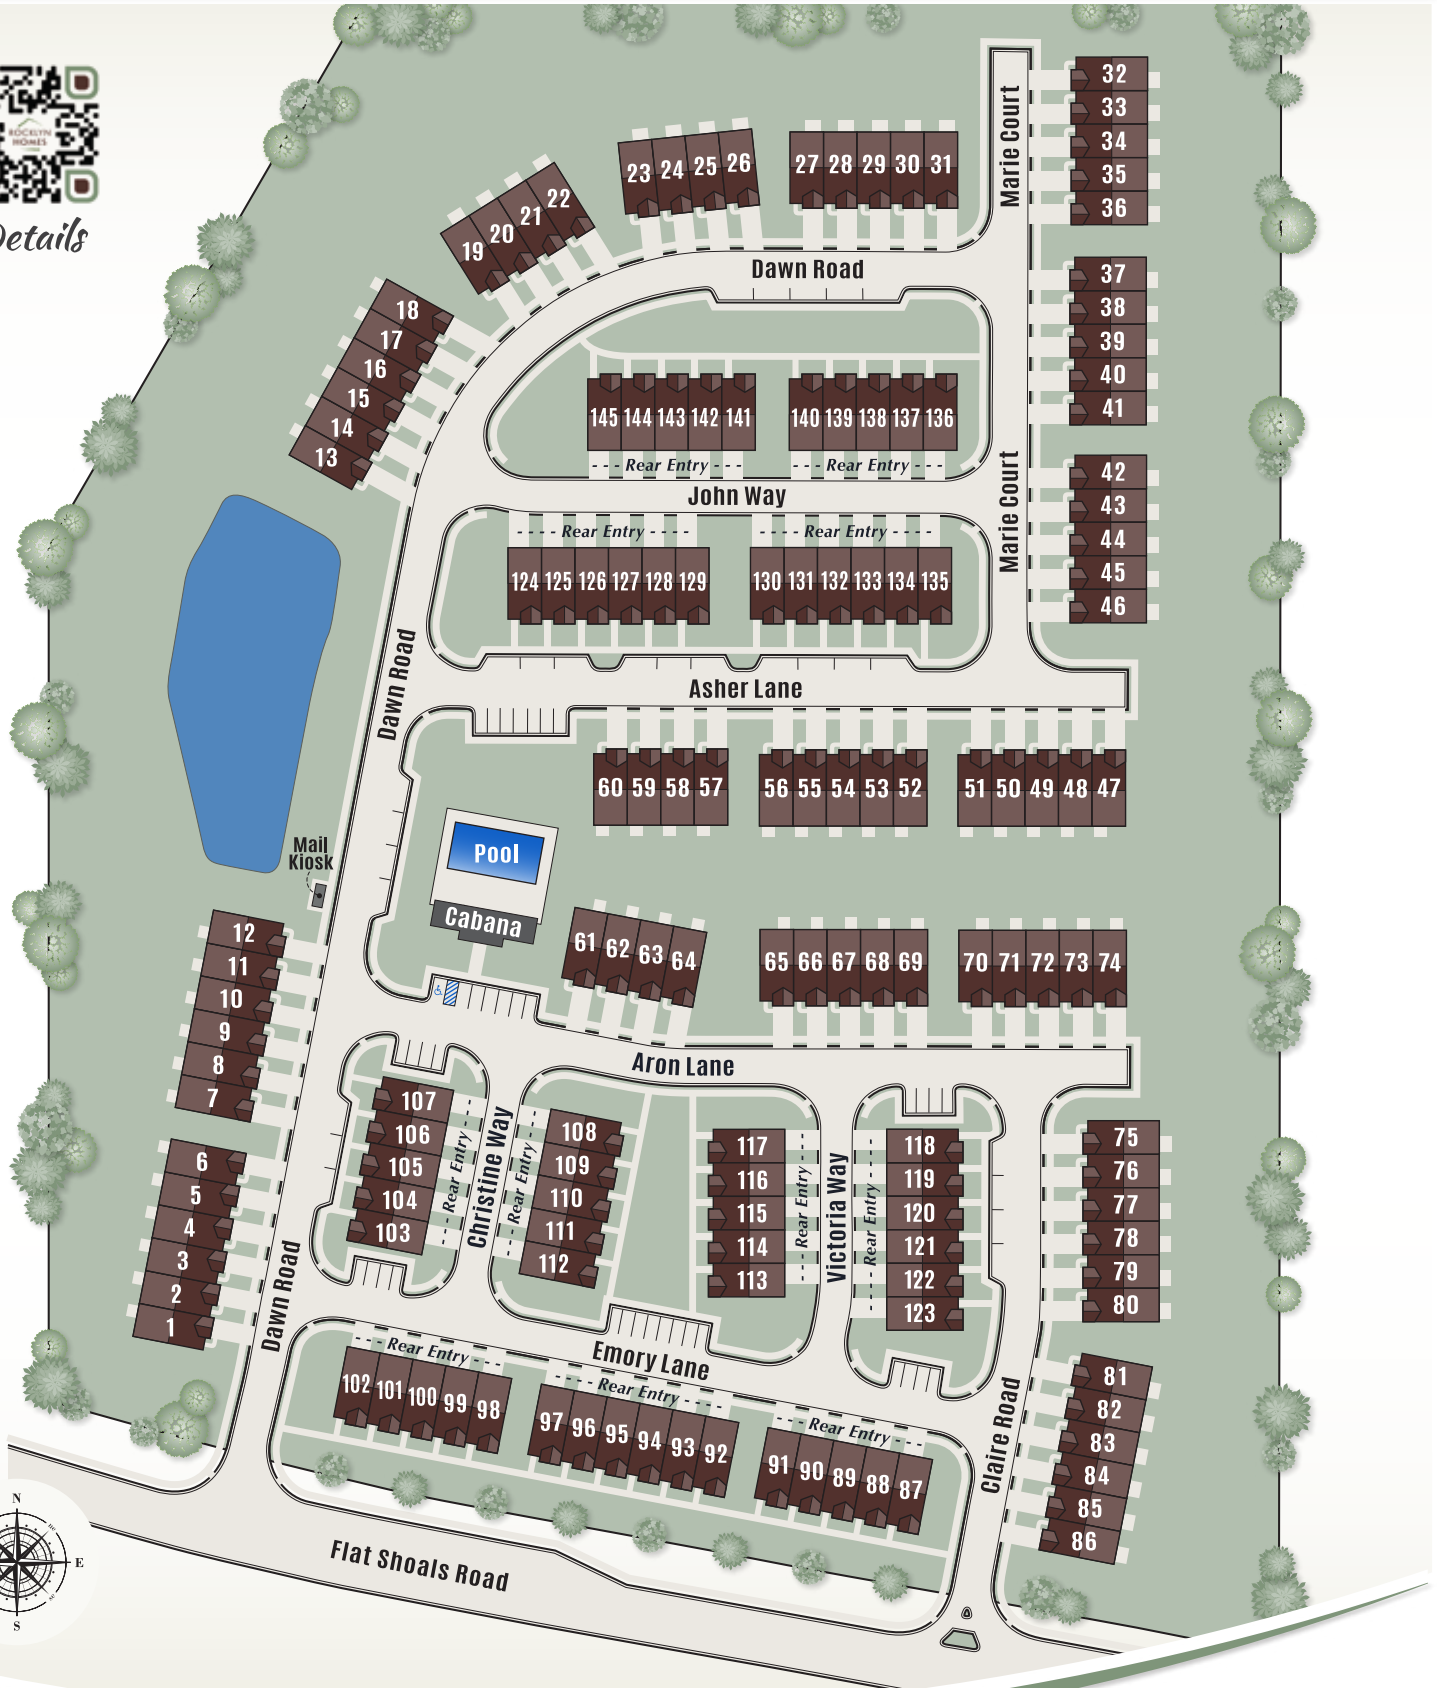 ROCKLYN
HOMES
Details
32
33
34
35
36
Marie Court
23 24 25 26
27 28 29 30 31
19 20 21 22
Dawn Road
37
38
39
40
41
18
17
16
15
14
13
145 144 143 142 141
140 139 138 137 136
- - - Rear Entry - - -
- - - Rear Entry - - -
John Way
Marie Court
42
43
44
45
46
- - - - Rear Entry - - - -
- - - - Rear Entry - - - -
124 125 126 127 128 129
130 131 132 133 134 135
Dawn Road
Asher Lane
60 59 58 57
56 55 54 53 52
51 50 49 48 47
Mail
Kiosk
Pool
Cabana
12
11
10
9
8
7
61 62 63 64
65 66 67 68 69
70 71 72 73 74
Aron Lane
107
106
105
104
103
- - - Rear Entry - - -
Christine Way
- - - Rear Entry - - -
108
109
110
111
112
117
116
115
114
113
- - - Rear Entry - - -
Victoria Way
- - - Rear Entry - - -
118
119
120
121
122
123
75
76
77
78
79
80
6
5
4
3
2
1
Dawn Road
Emory Lane
- - - Rear Entry - - -
- - - - Rear Entry - - - -
- - - Rear Entry - - -
102 101 100 99 98
97 96 95 94 93 92
91 90 89 88 87
Claire Road
81
82
83
84
85
86
Flat Shoals Road
N
E
S